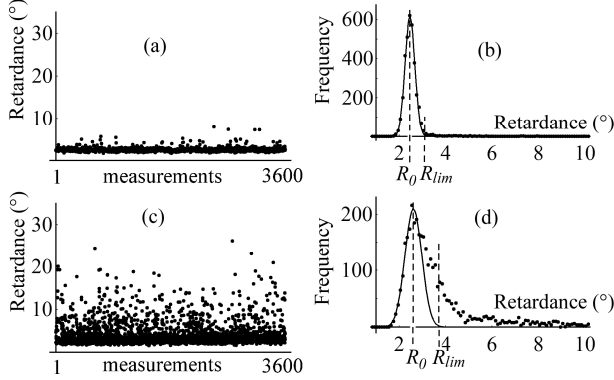 (a)
Retardance (°)
30
20
10
1 measurements 3600
(b)
Frequency
600
400
200
Retardance (°)
2 4 6 8 10
R0 Rlim
(c)
Retardance (°)
30
20
10
1 measurements 3600
(d)
Frequency
200
100
Retardance (°)
2 4 6 8 10
R0 Rlim